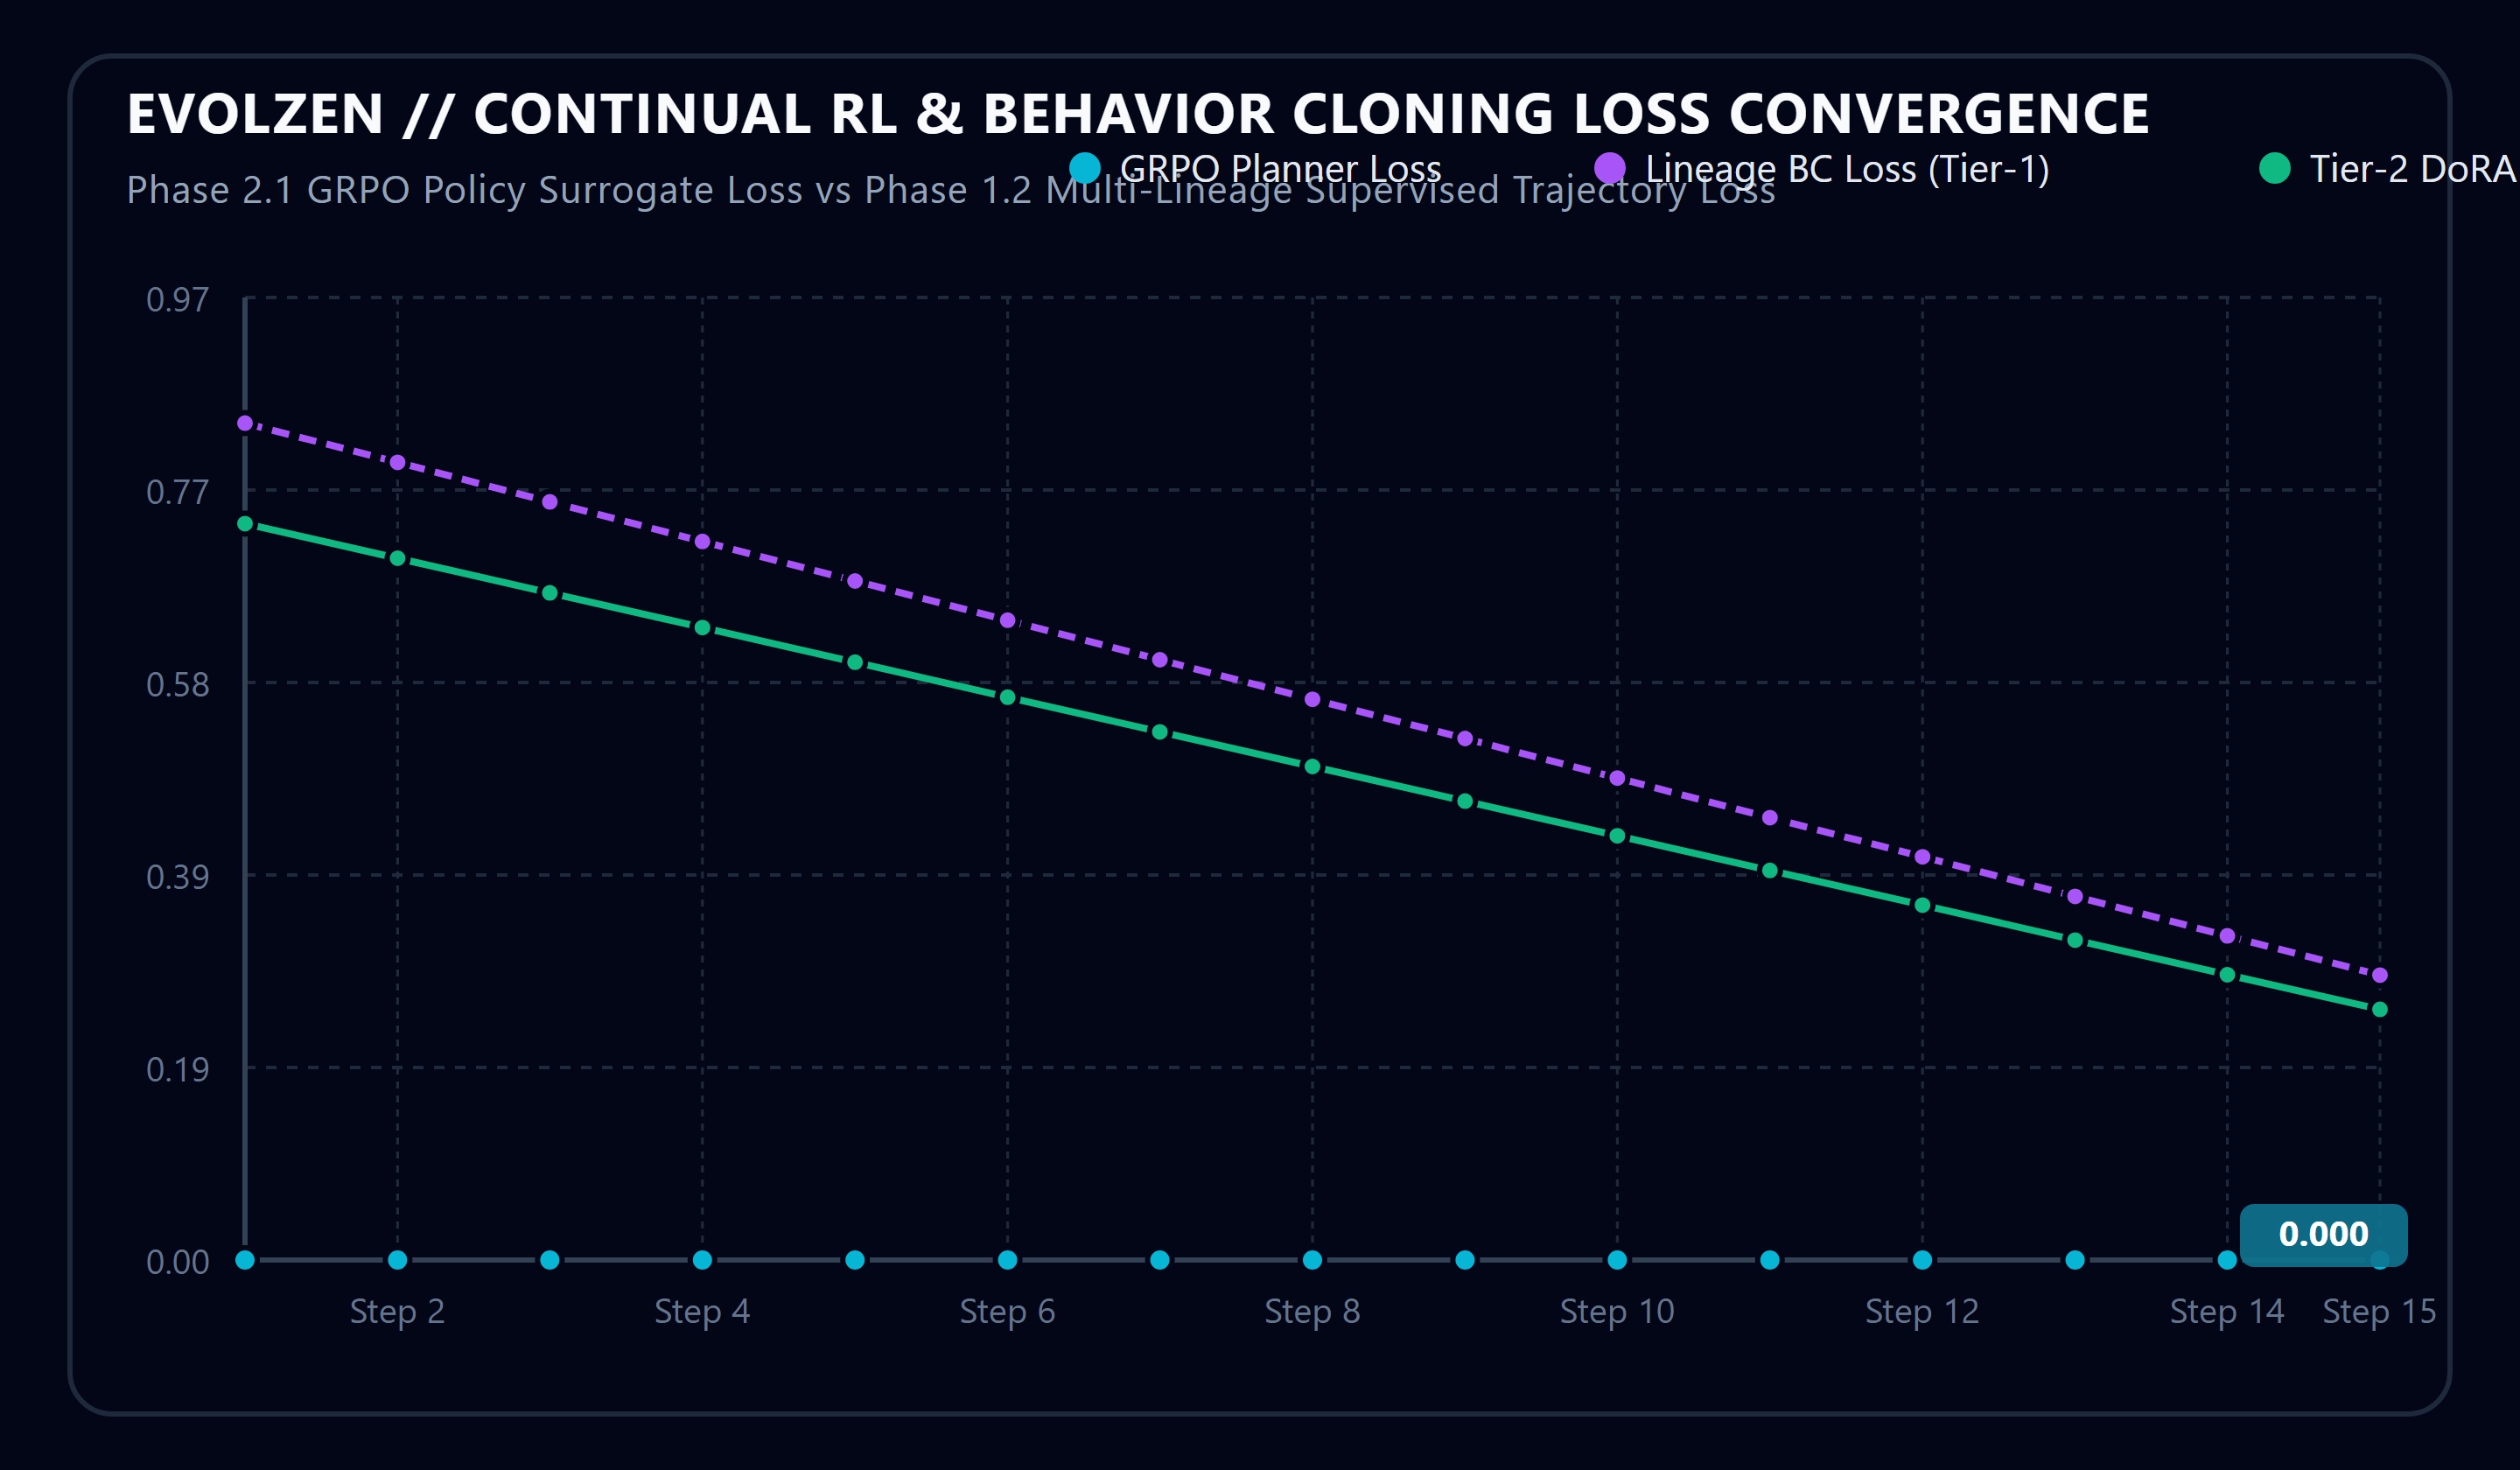 EVOLZEN // CONTINUAL RL & BEHAVIOR CLONING LOSS CONVERGENCE
GRPO Planner Loss
Lineage BC Loss (Tier-1)
Tier-2 DoRA
Phase 2.1 GRPO Policy Surrogate Loss vs Phase 1.2 Multi-Lineage Supervised Trajectory Loss
0.97
0.77
0.58
0.39
0.19
0.00
0.000
Step 2
Step 4
Step 6
Step 8
Step 10
Step 12
Step 14
Step 15